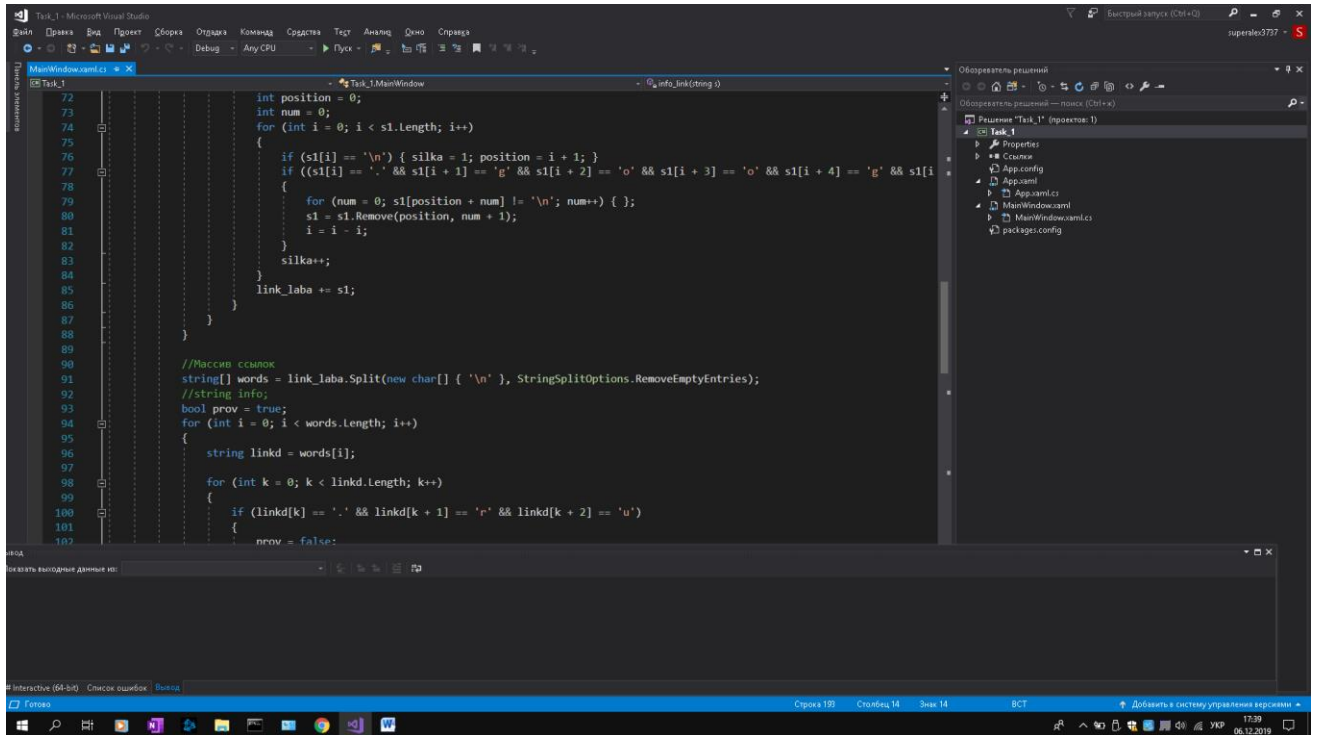 Task_1 - Microsoft Visual Studio
Быстрый запуск (Ctrl+Q)
Файл Правка Вид Проект Сборка Отладка Команда Средства Тест Анализ Окно Справка
superalex3737
S
Debug Any CPU Пуск
Панель элементов
MainWindow.xaml.cs
Task_1
Task_1.MainWindow
info_link(string s)
72 int position = 0;
73 int num = 0;
74 for (int i = 0; i < s1.Length; i++)
75 {
76 if (s1[i] == '\n') { silka = 1; position = i + 1; }
77 if ((s1[i] == '.' && s1[i + 1] == 'g' && s1[i + 2] == 'o' && s1[i + 3] == 'o' && s1[i + 4] == 'g' && s1[i
78 {
79 for (num = 0; s1[position + num] != '\n'; num++) { };
80 s1 = s1.Remove(position, num + 1);
81 i = i - i;
82 }
83 silka++;
84 }
85 link_laba += s1;
86 }
87 }
88 }
89
90 //Массив ссылок
91 string[] words = link_laba.Split(new char[] { '\n' }, StringSplitOptions.RemoveEmptyEntries);
92 //string info;
93 bool prov = true;
94 for (int i = 0; i < words.Length; i++)
95 {
96 string linkd = words[i];
97
98 for (int k = 0; k < linkd.Length; k++)
99 {
100 if (linkd[k] == '.' && linkd[k + 1] == 'r' && linkd[k + 2] == 'u')
101 {
102 prov = false;
Обозреватель решений
Обозреватель решений — поиск (Ctrl+ж)
Решение "Task_1" (проектов: 1)
Task_1
Properties
Ссылки
App.config
App.xaml
App.xaml.cs
MainWindow.xaml
MainWindow.xaml.cs
packages.config
ывод
Показать выходные данные из:
# Interactive (64-bit) Список ошибок Вывод
Готово
Строка 193 Столбец 14 Знак 14 ВСТ
Добавить в систему управления версиями
УКР
17:39
06.12.2019